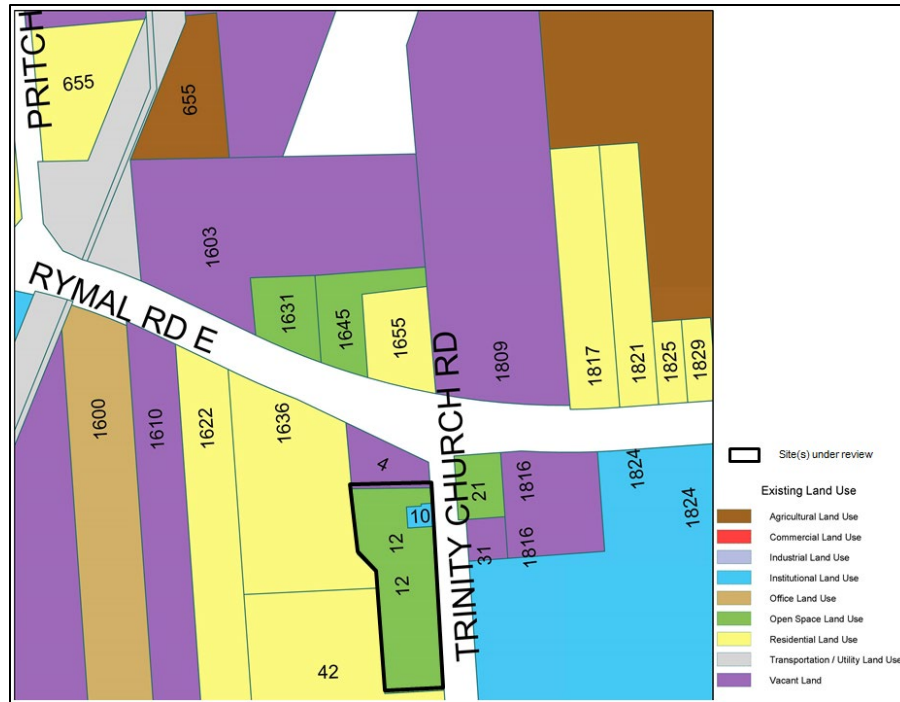 PRITCH
655
655
1603
RYMAL RD E
1631
1645
1655
TRINITY CHURCH RD
1809
1817
1821
1825
1829
1600
1610
1622
1636
4
10
12
12
42
21
31
1816
1816
1824
1824
Site(s) under review
Existing Land Use
Agricultural Land Use
Commercial Land Use
Industrial Land Use
Institutional Land Use
Office Land Use
Open Space Land Use
Residential Land Use
Transportation / Utility Land Use
Vacant Land